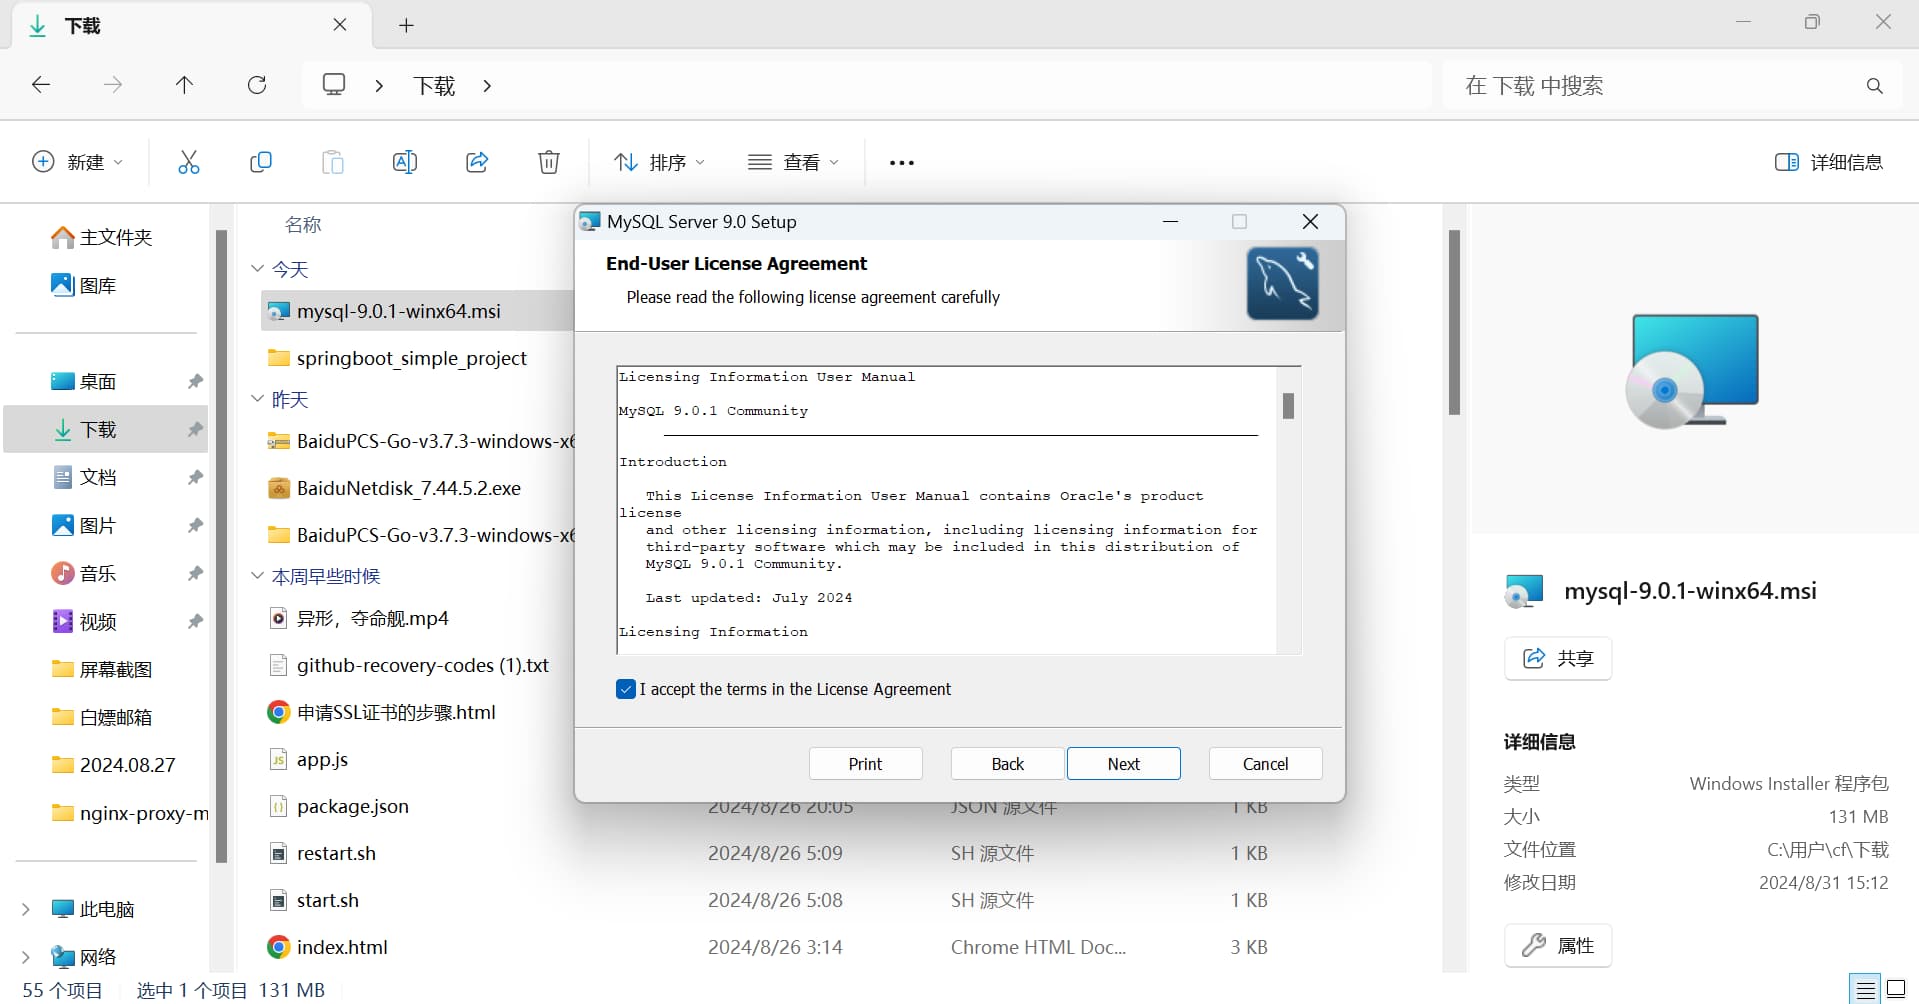 下载
下载
在 下载 中搜索
新建
排序
查看
详细信息
主文件夹
图库
桌面
下载
文档
图片
音乐
视频
屏幕截图
白嫖邮箱
2024.08.27
nginx-proxy-m
此电脑
网络
名称
今天
mysql-9.0.1-winx64.msi
springboot_simple_project
昨天
BaiduPCS-Go-v3.7.3-windows-x6
BaiduNetdisk_7.44.5.2.exe
BaiduPCS-Go-v3.7.3-windows-x6
本周早些时候
异形，夺命舰.mp4
github-recovery-codes (1).txt
申请SSL证书的步骤.html
app.js
package.json 2024/8/26 20:05 JSON 源文件 1 KB
restart.sh 2024/8/26 5:09 SH 源文件 1 KB
start.sh 2024/8/26 5:08 SH 源文件 1 KB
index.html 2024/8/26 3:14 Chrome HTML Doc... 3 KB
MySQL Server 9.0 Setup
End-User License Agreement
Please read the following license agreement carefully
Licensing Information User Manual
MySQL 9.0.1 Community
Introduction
This License Information User Manual contains Oracle's product
license
and other licensing information, including licensing information for
third-party software which may be included in this distribution of
MySQL 9.0.1 Community.
Last updated: July 2024
Licensing Information
I accept the terms in the License Agreement
Print Back Next Cancel
mysql-9.0.1-winx64.msi
共享
详细信息
类型 Windows Installer 程序包
大小 131 MB
文件位置 C:\用户\cf\下载
修改日期 2024/8/31 15:12
属性
55 个项目 选中 1 个项目 131 MB